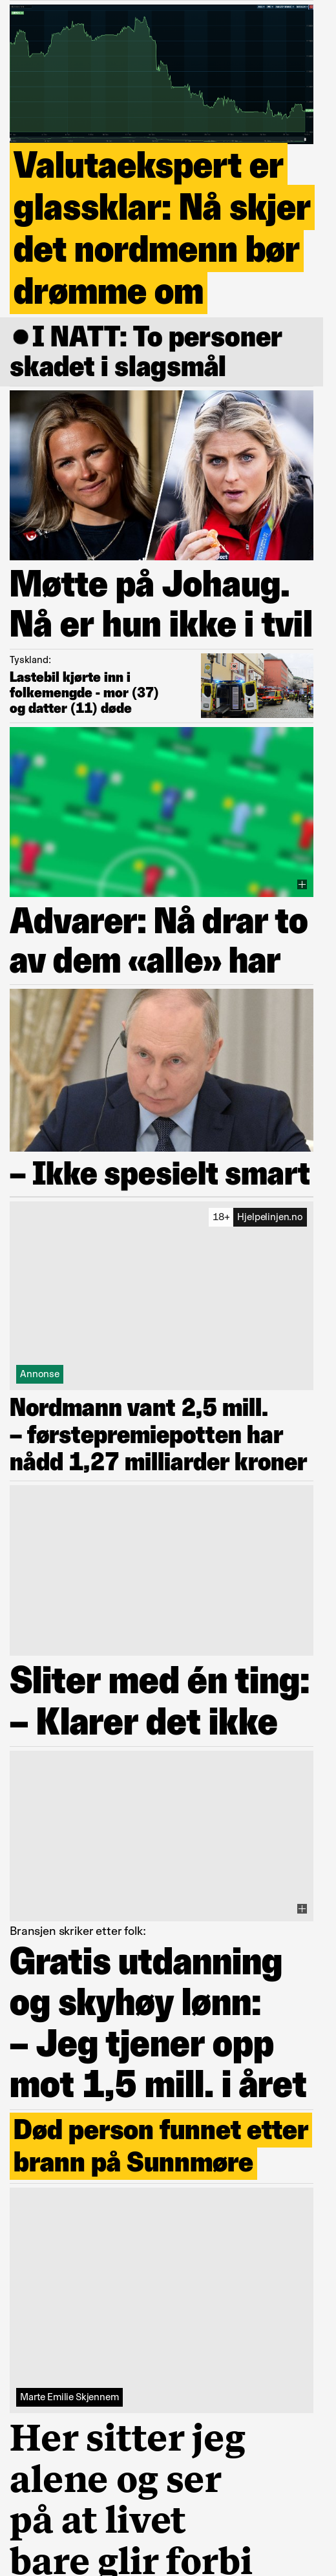 Valutaekspert er
glassklar: Nå skjer
det nordmenn bør
drømme om
I NATT: To personer
skadet i slagsmål
Møtte på Johaug.
Nå er hun ikke i tvil
Tyskland:
Lastebil kjørte inn i
folkemengde - mor (37)
og datter (11) døde
Advarer: Nå drar to
av dem «alle» har
– Ikke spesielt smart
18+ Hjelpelinjen.no
Annonse
Nordmann vant 2,5 mill.
– førstepremiepotten har
nådd 1,27 milliarder kroner
Sliter med én ting:
– Klarer det ikke
Bransjen skriker etter folk:
Gratis utdanning
og skyhøy lønn:
– Jeg tjener opp
mot 1,5 mill. i året
Død person funnet etter
brann på Sunnmøre
Marte Emilie Skjennem
Her sitter jeg
alene og ser
på at livet
bare glir forbi